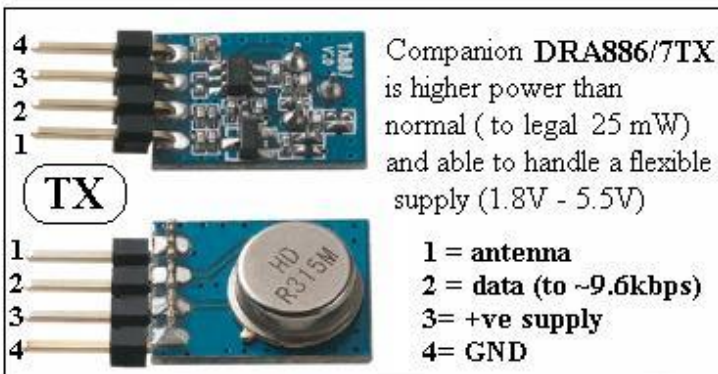 4
3
2
1
TX88/
V.0
Companion DRA886/7TX
is higher power than
normal ( to legal 25 mW)
and able to handle a flexible
supply (1.8V - 5.5V)
TX
1
2
3
4
HD
R315M
1 = antenna
2 = data (to ~9.6kbps)
3= +ve supply
4= GND